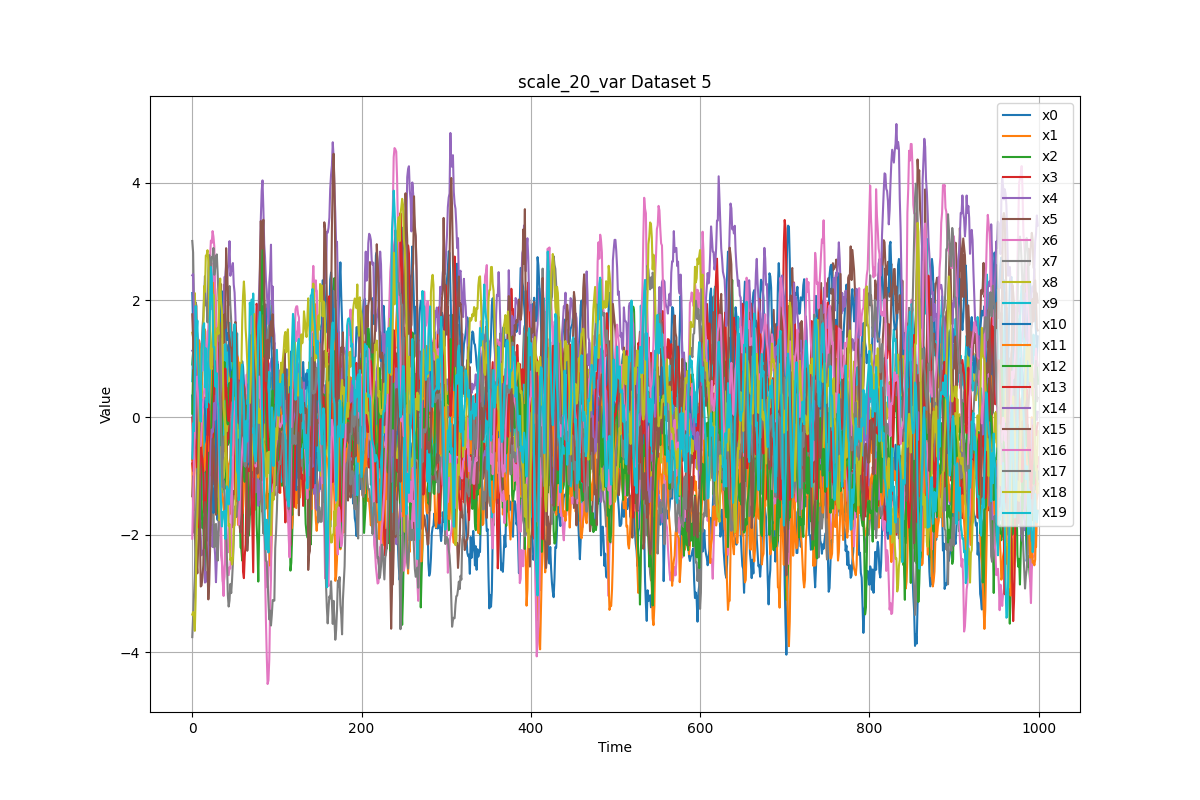 scale_20_var Dataset 5
Value
4
2
0
−2
−4
0
200
400
600
800
1000
Time
x0
x1
x2
x3
x4
x5
x6
x7
x8
x9
x10
x11
x12
x13
x14
x15
x16
x17
x18
x19